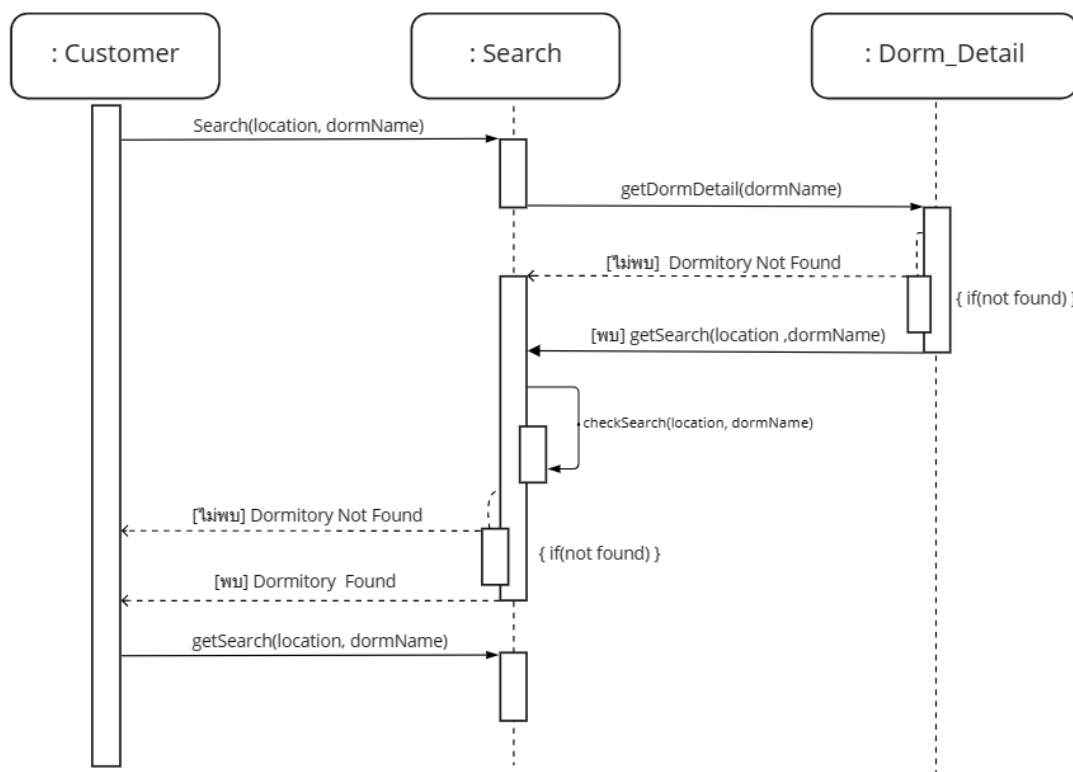 : Customer
: Search
: Dorm_Detail
Search(location, dormName)
getDormDetail(dormName)
[ไม่พบ] Dormitory Not Found
{ if(not found) }
[พบ] getSearch(location ,dormName)
checkSearch(location, dormName)
[ไม่พบ] Dormitory Not Found
{ if(not found) }
[พบ] Dormitory Found
getSearch(location, dormName)